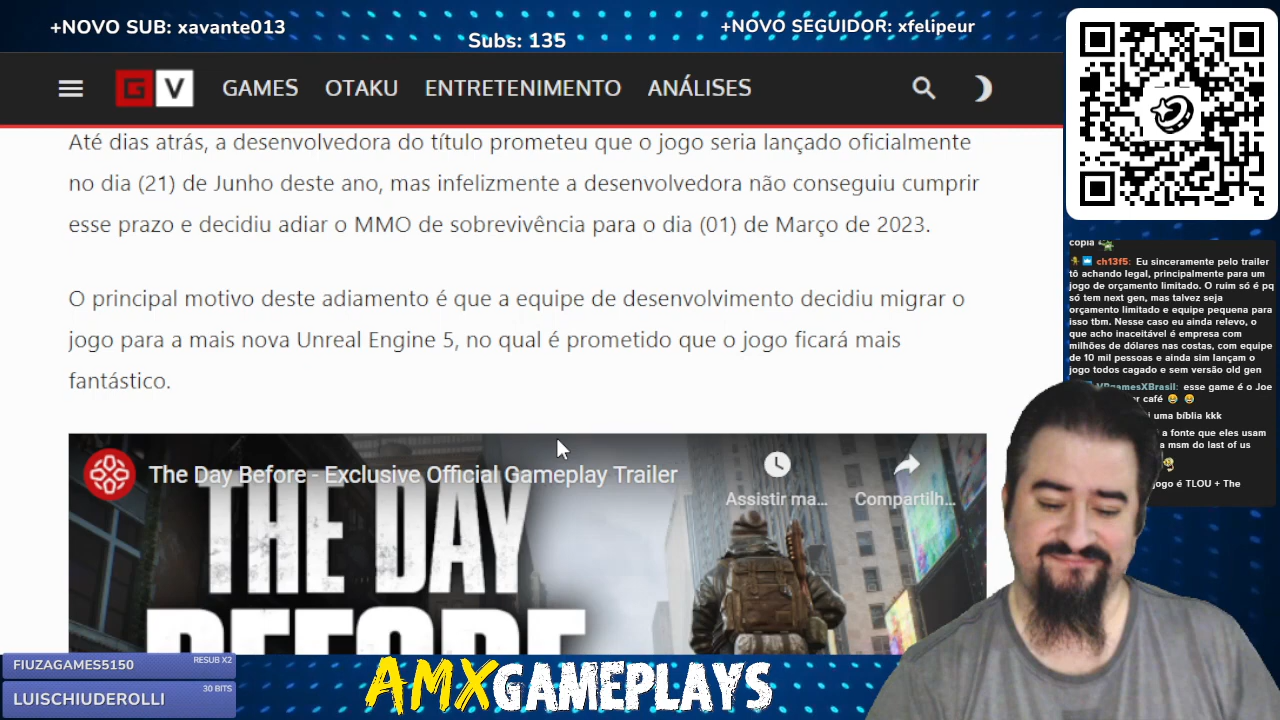 +NOVO SUB: xavante013
Subs: 135
+NOVO SEGUIDOR: xfelipeur
G V
GAMES OTAKU ENTRETENIMENTO ANÁLISES
Até dias atrás, a desenvolvedora do título prometeu que o jogo seria lançado oficialmente
no dia (21) de Junho deste ano, mas infelizmente a desenvolvedora não conseguiu cumprir
esse prazo e decidiu adiar o MMO de sobrevivência para o dia (01) de Março de 2023.
O principal motivo deste adiamento é que a equipe de desenvolvimento decidiu migrar o
jogo para a mais nova Unreal Engine 5, no qual é prometido que o jogo ficará mais
fantástico.
The Day Before - Exclusive Official Gameplay Trailer
Assistir ma...
Compartilh...
THE DAY
BEFORE
copia
ch13f5: Eu sinceramente pelo trailer
tô achando legal, principalmente para um
jogo de orçamento limitado. O ruim só é pq
só tem next gen, mas talvez seja
orçamento limitado e equipe pequena para
isso tbm. Nesse caso eu ainda relevo, o
que acho inaceitável é empresa com
milhões de dólares nas costas, com equipe
de 10 mil pessoas e ainda sim lançam o
jogo todos cagado e sem versão old gen
VRgamesXBrasil: esse game é o Joe
café
uma bíblia kkk
a fonte que eles usam
a msm do last of us
jogo é TLOU + The
FIUZAGAMES5150
RESUB X2
LUISCHIUDEROLLI
30 BITS
AMXGAMEPLAYS